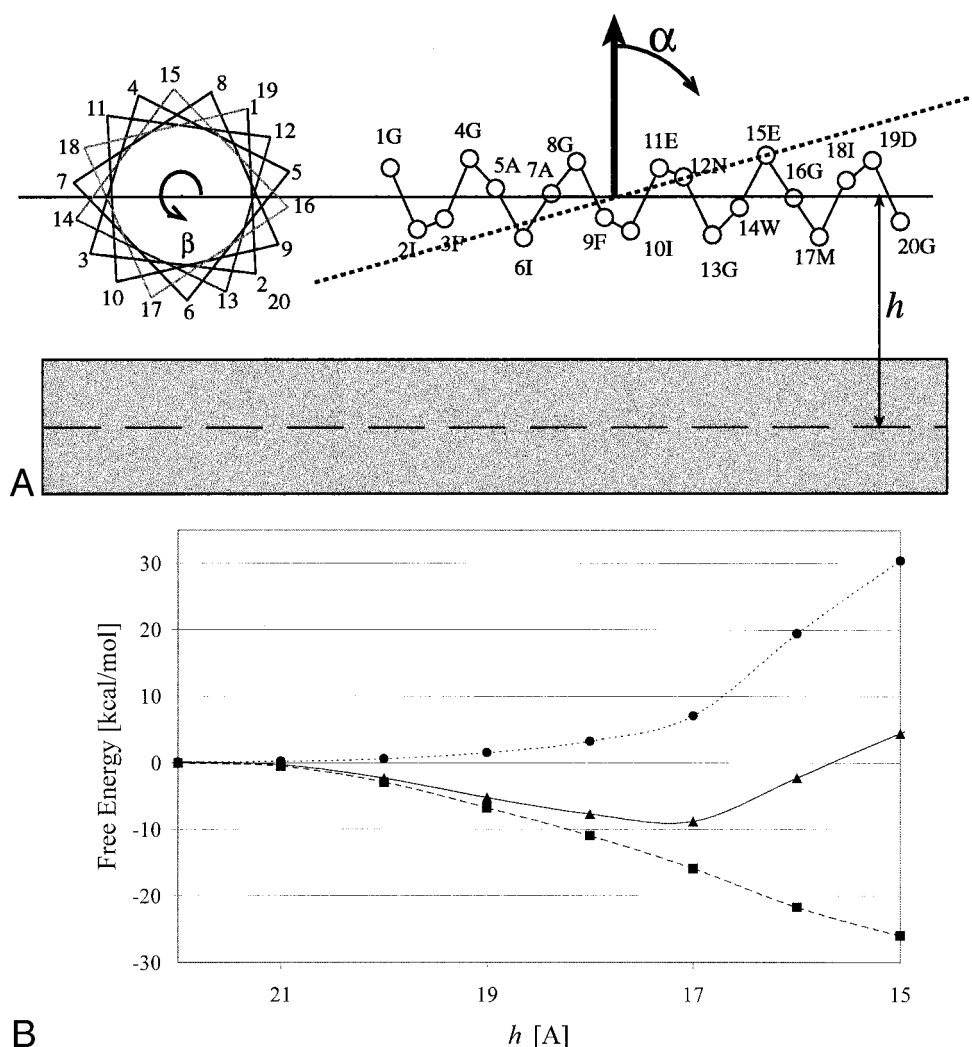 α
15
8
4
19
11
1
12
18
5
7
16
14
9
3
2
10
13
20
17
6
β
1G
4G
8G
11E
15E
19D
5A
7A
12N
16G
18I
2I
3F
6I
9F
10I
13G
14W
17M
20G
h
A
30
20
10
0
-10
-20
-30
Free Energy [kcal/mol]
21
19
17
15
h [A]
B